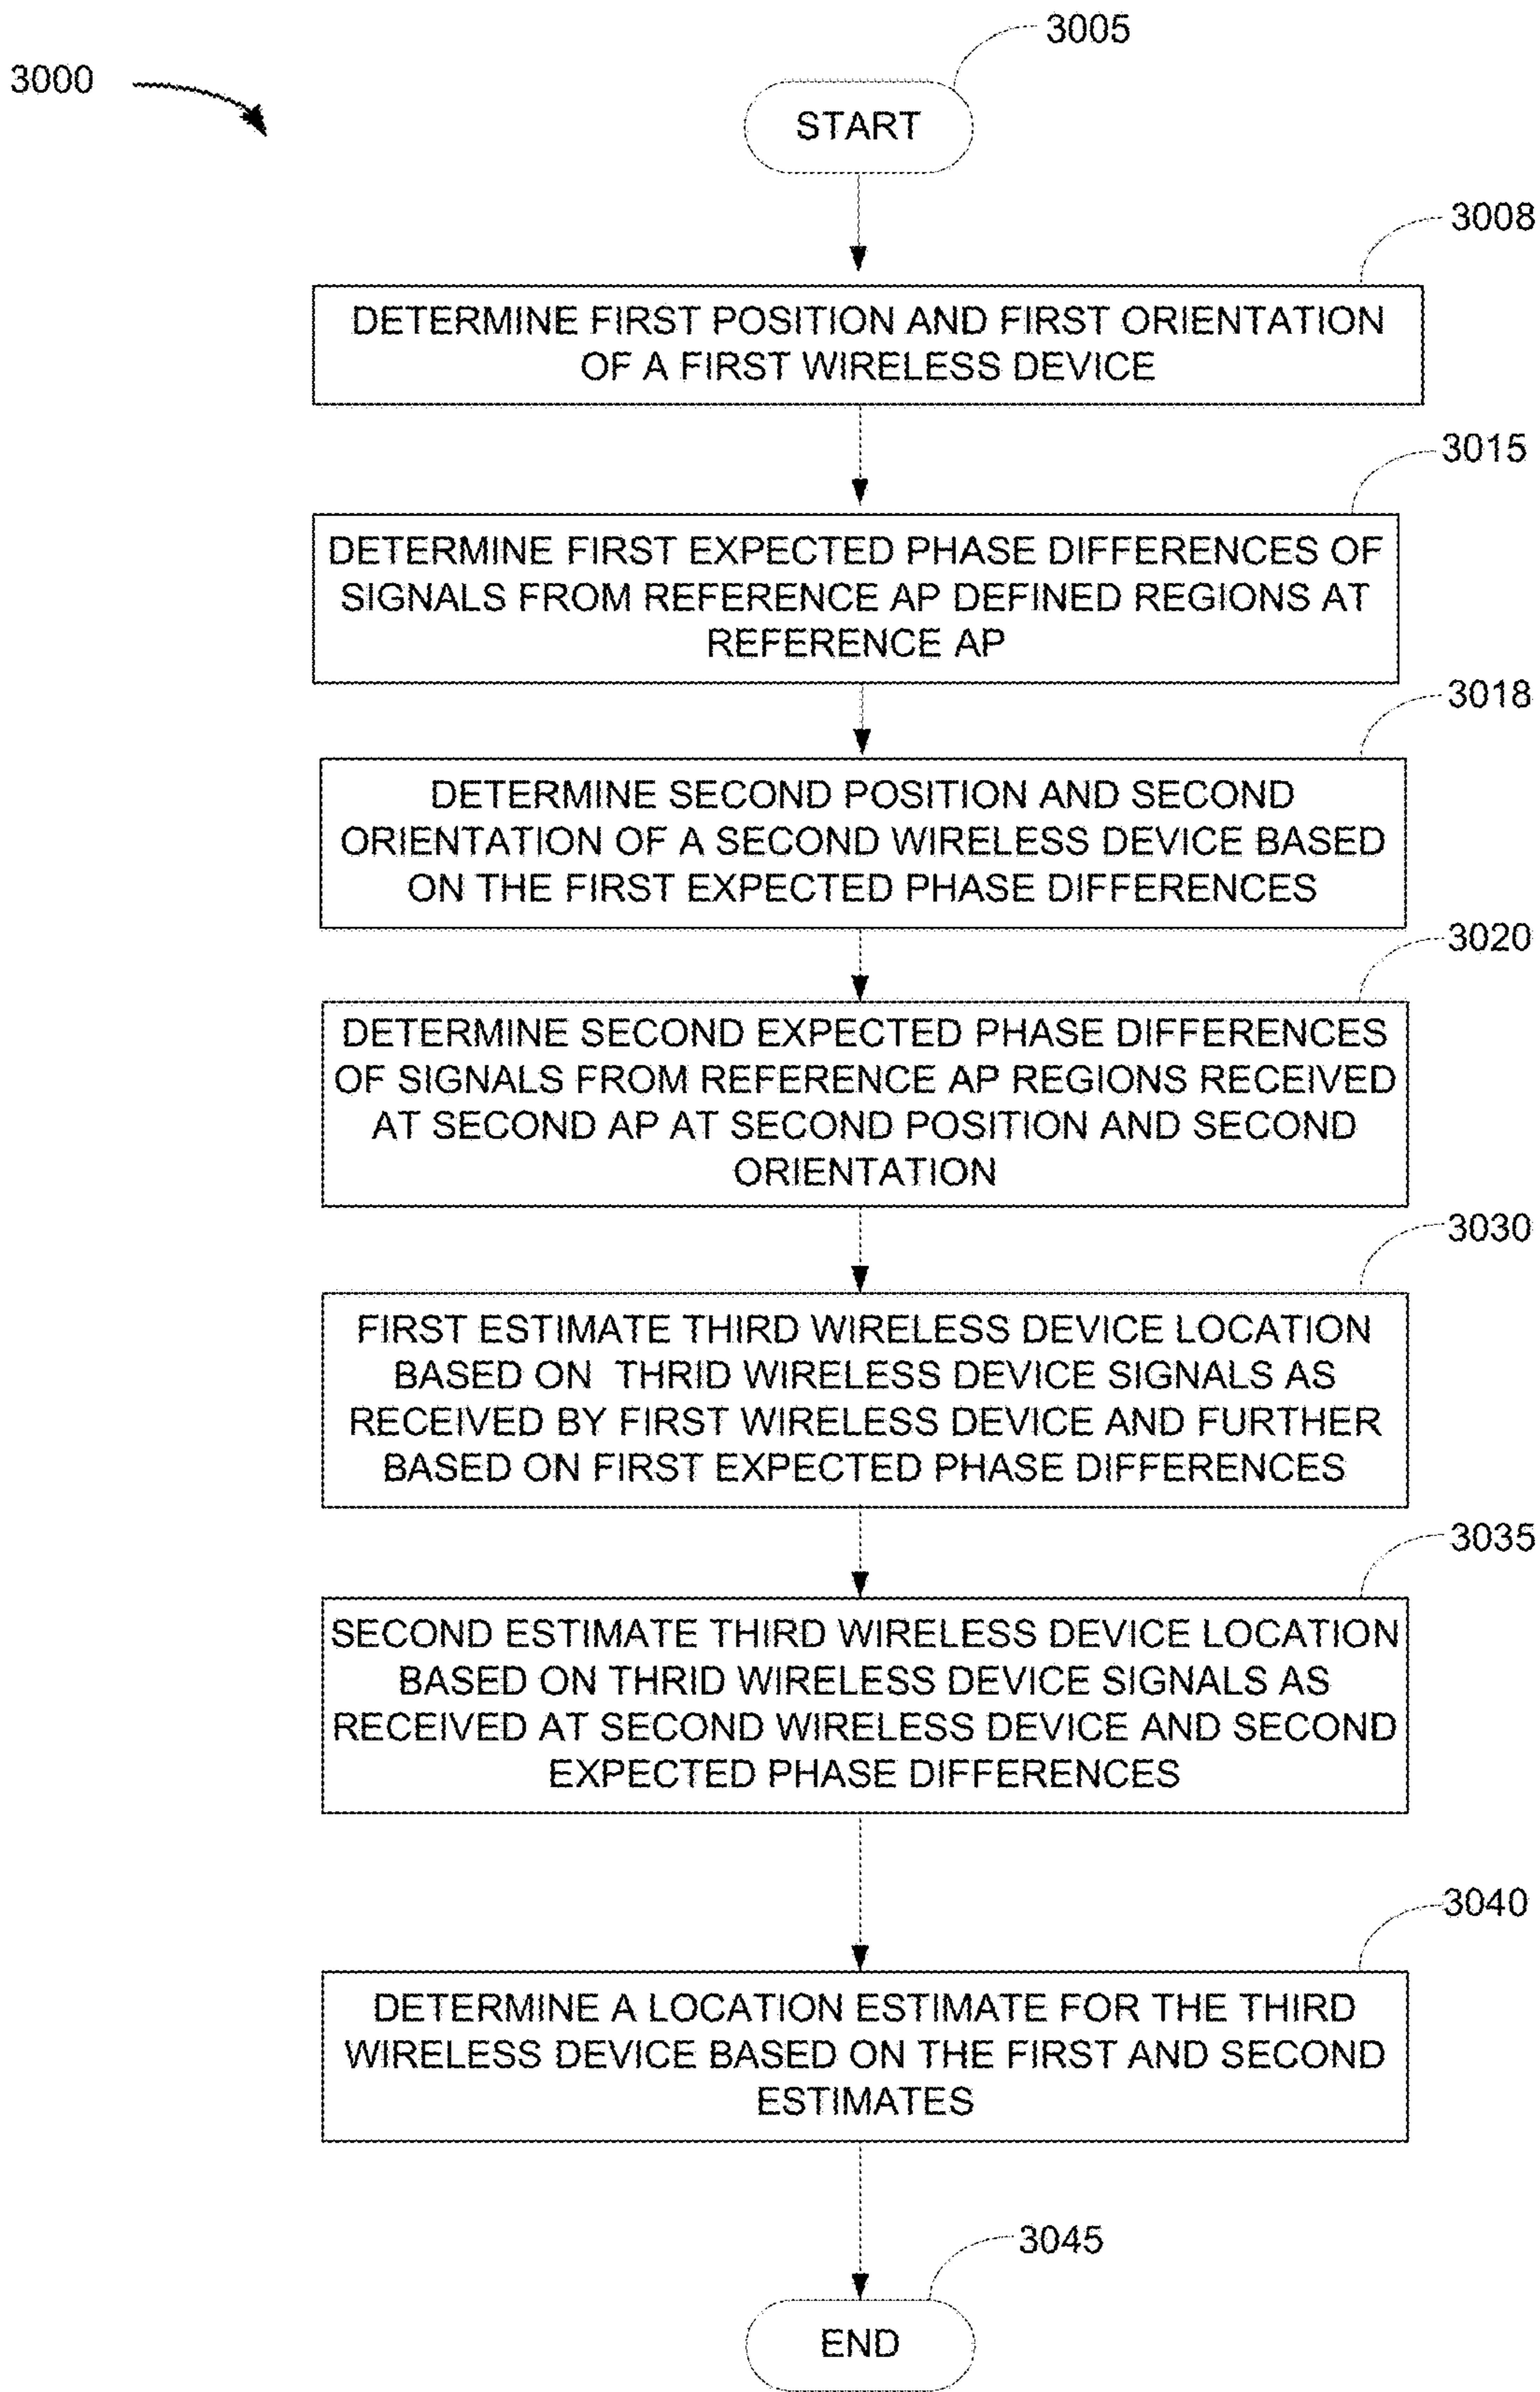 3005
3000
START
3008
DETERMINE FIRST POSITION AND FIRST ORIENTATION
OF A FIRST WIRELESS DEVICE
3015
DETERMINE FIRST EXPECTED PHASE DIFFERENCES OF
SIGNALS FROM REFERENCE AP DEFINED REGIONS AT
REFERENCE AP
3018
DETERMINE SECOND POSITION AND SECOND
ORIENTATION OF A SECOND WIRELESS DEVICE BASED
ON THE FIRST EXPECTED PHASE DIFFERENCES
3020
DETERMINE SECOND EXPECTED PHASE DIFFERENCES
OF SIGNALS FROM REFERENCE AP REGIONS RECEIVED
AT SECOND AP AT SECOND POSITION AND SECOND
ORIENTATION
3030
FIRST ESTIMATE THIRD WIRELESS DEVICE LOCATION
BASED ON THRID WIRELESS DEVICE SIGNALS AS
RECEIVED BY FIRST WIRELESS DEVICE AND FURTHER
BASED ON FIRST EXPECTED PHASE DIFFERENCES
3035
SECOND ESTIMATE THIRD WIRELESS DEVICE LOCATION
BASED ON THRID WIRELESS DEVICE SIGNALS AS
RECEIVED AT SECOND WIRELESS DEVICE AND SECOND
EXPECTED PHASE DIFFERENCES
3040
DETERMINE A LOCATION ESTIMATE FOR THE THIRD
WIRELESS DEVICE BASED ON THE FIRST AND SECOND
ESTIMATES
3045
END